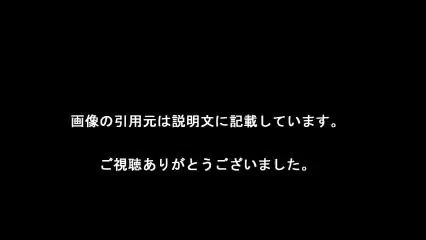 画像の引用元は説明文に記載しています。
ご視聴ありがとうございました。